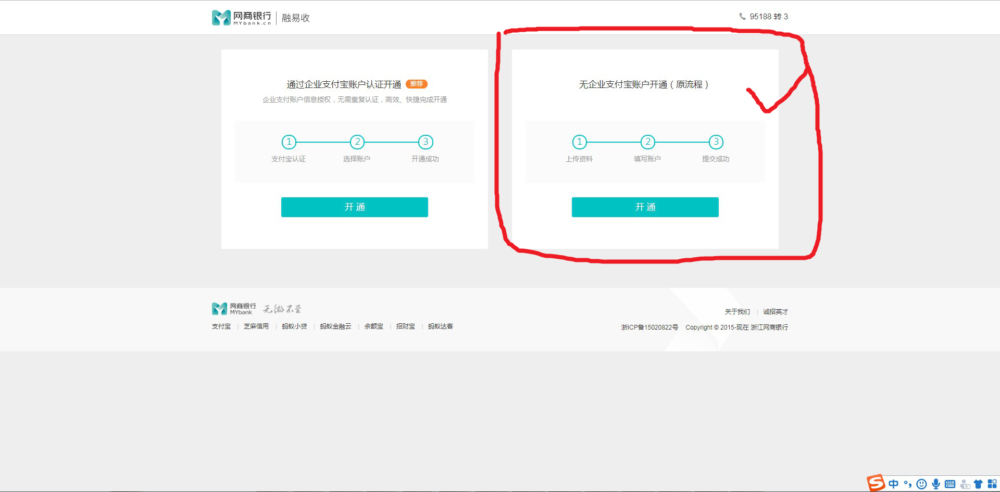 网商银行
MYbank.cn
融易收
95188 转 3
通过企业支付宝账户认证开通 推荐
企业支付账户信息授权，无需重复认证，高效、快捷完成开通
1 2 3
支付宝认证 选择账户 开通成功
开 通
无企业支付宝账户开通（原流程）
1 2 3
上传资料 填写账户 提交成功
开 通
网商银行
MYbank
无微不至
支付宝 | 芝麻信用 | 蚂蚁小贷 | 蚂蚁金融云 | 余额宝 | 招财宝 | 蚂蚁达客
关于我们 | 诚招英才
浙ICP备15020822号 Copyright © 2015-现在 浙江网商银行
S 中